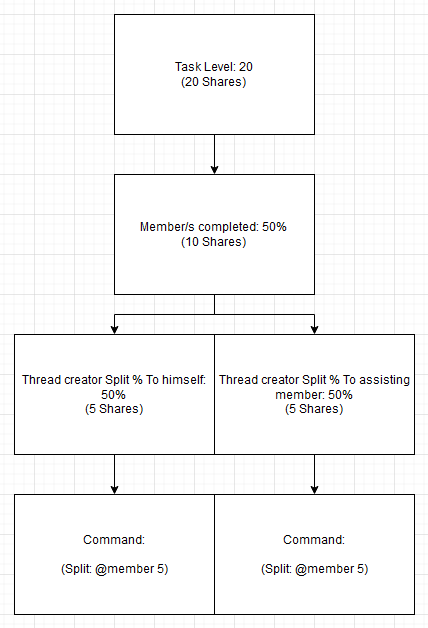 Task Level: 20
(20 Shares)
Member/s completed: 50%
(10 Shares)
Thread creator Split % To himself:
50%
(5 Shares)
Thread creator Split % To assisting
member: 50%
(5 Shares)
Command:
(Split: @member 5)
Command:
(Split: @member 5)